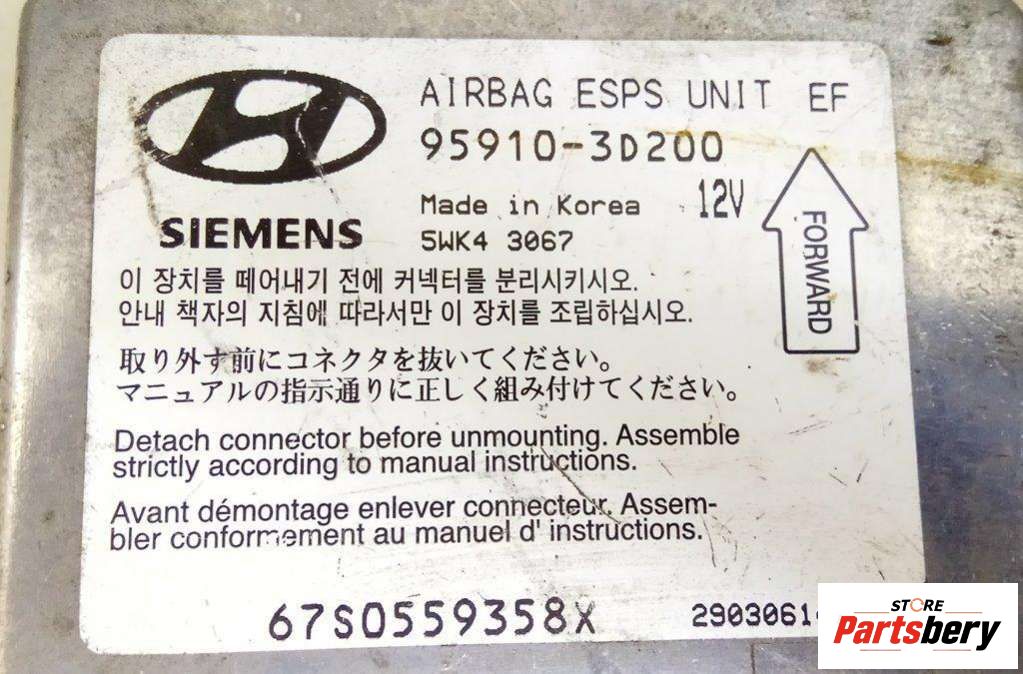 AIRBAG ESPS UNIT EF
95910-3D200
Made in Korea 12V
SIEMENS 5WK4 3067
FORWARD
이 장치를 떼어내기 전에 커넥터를 분리시키시오.
안내 책자의 지침에 따라서만 이 장치를 조립하십시오.
取り外す前にコネクタを抜いてください。
マニュアルの指示通りに正しく組み付けてください。
Detach connector before unmounting. Assemble
strictly according to manual instructions.
Avant démontage enlever connecteur. Assem-
bler conformement au manuel d' instructions.
67S0559358X
STORE
Partsbery